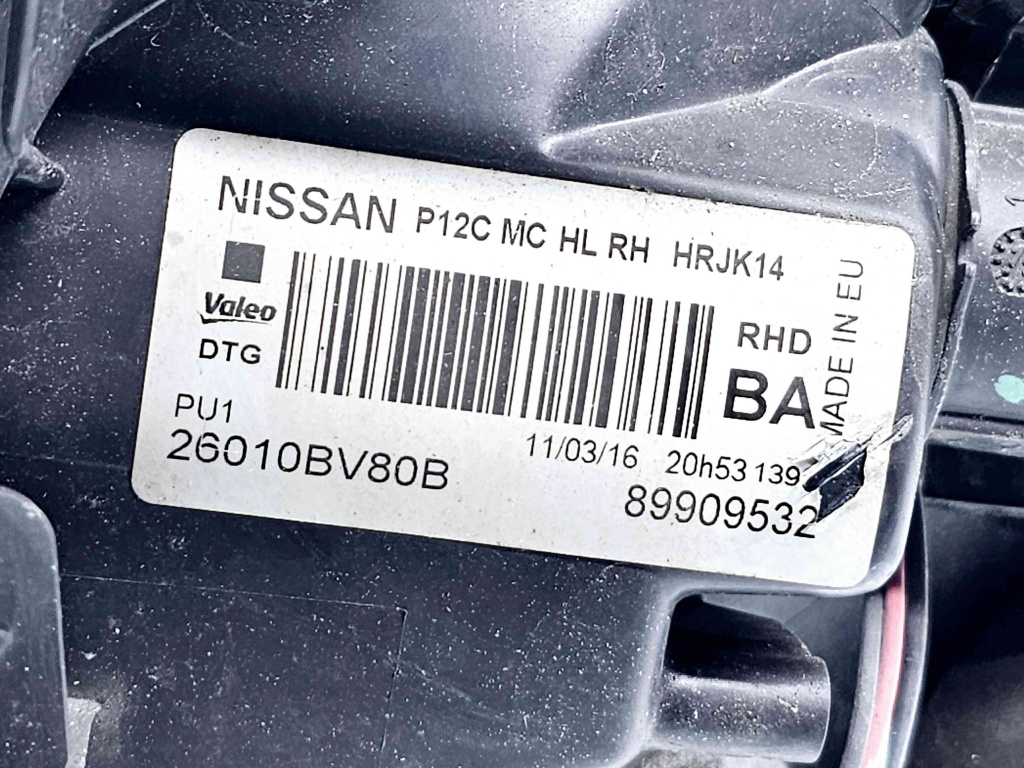 NISSAN P12C MC HL RH HRJK14
Valeo
DTG
RHD
BA
MADE IN EU
PU1
26010BV80B
11/03/16 20h53 139
89909532